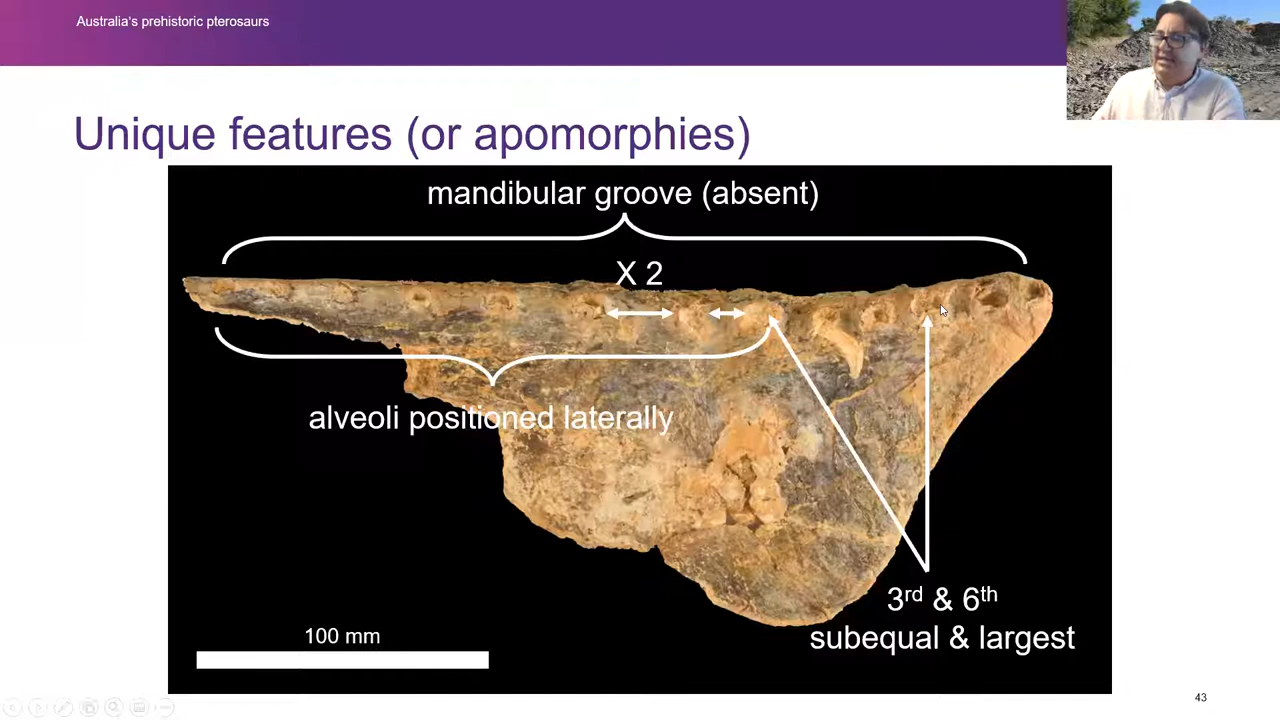 Australia's prehistoric pterosaurs
Unique features (or apomorphies)
mandibular groove (absent)
X 2
alveoli positioned laterally
3rd & 6th
subequal & largest
100 mm
43